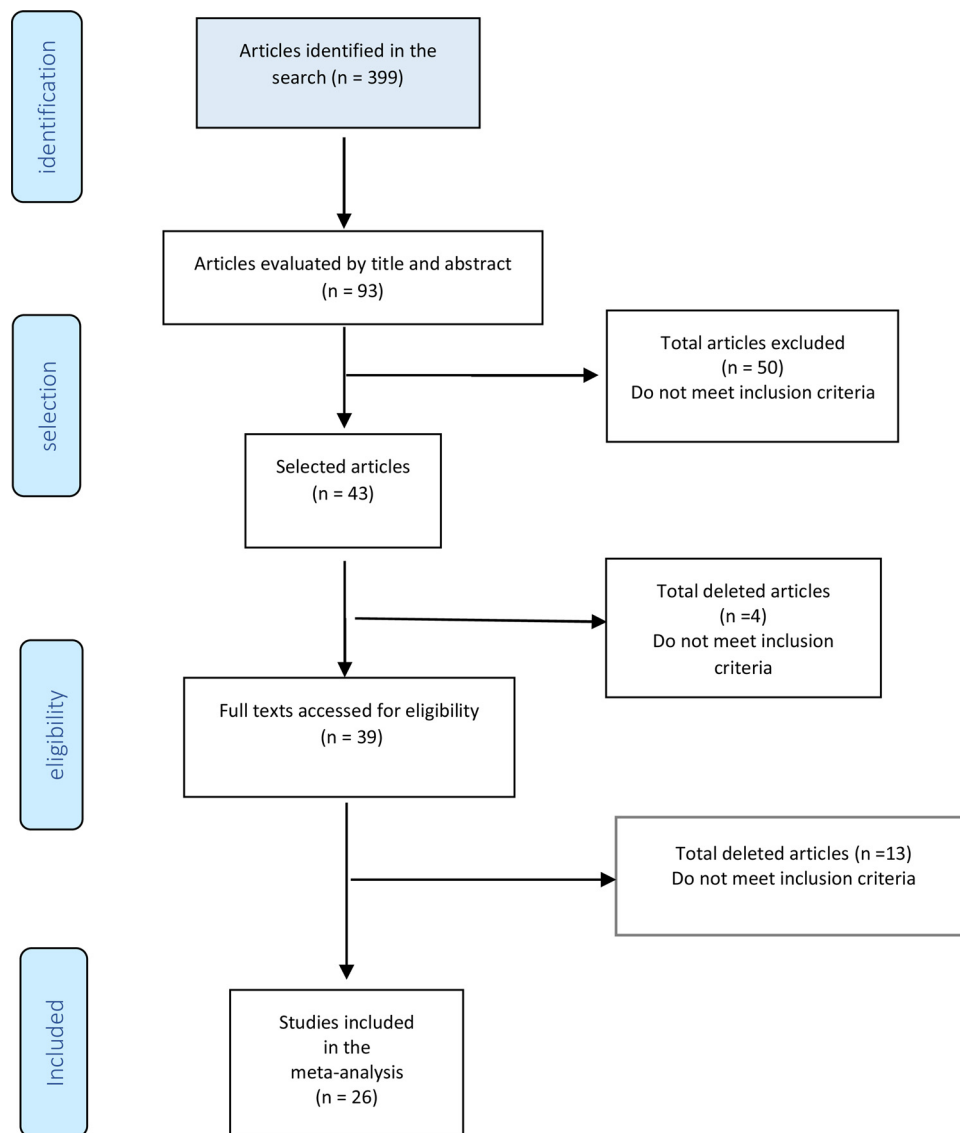 identification
Articles identified in the
search (n = 399)
Articles evaluated by title and abstract
(n = 93)
selection
Total articles excluded
(n = 50)
Do not meet inclusion criteria
Selected articles
(n = 43)
Total deleted articles
(n =4)
Do not meet inclusion
criteria
eligibility
Full texts accessed for eligibility
(n = 39)
Total deleted articles (n =13)
Do not meet inclusion criteria
Included
Studies included
in the
meta-analysis
(n = 26)